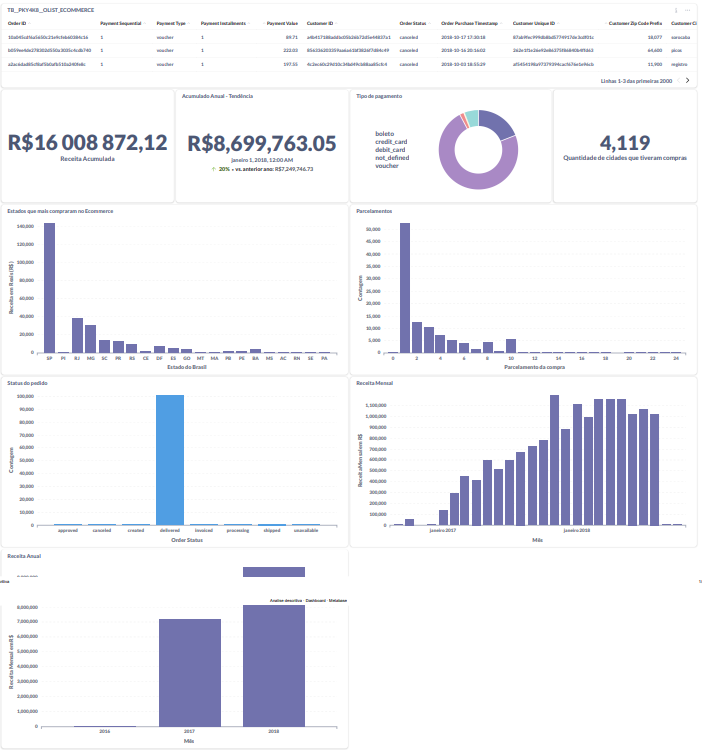 TB_PKY4KB_OLIST_ECOMMERCE
Order ID Payment Sequential Payment Type Payment Installments Payment Value Customer ID Order Status Order Purchase Timestamp Customer Unique ID Customer Zip Code Prefix Customer Ci
1 voucher 1 89.71 canceled 2018-10-17 17:30:18 18,077 sorocaba
1 voucher 1 222.03 canceled 2018-10-16 20:16:02 64,600 picos
1 voucher 1 197.55 canceled 2018-10-03 18:55:29 11,900 registro
Linhas 1-3 das primeiras 2000
R$16 008 872,12
Receita Acumulada
Acumulado Anual - Tendência
R$8,699,763.05
janeiro 1, 2018, 12:00 AM
↑ 20% • vs. anterior ano: R$7,249,746.73
Tipo de pagamento
boleto
credit_card
debit_card
not_defined
voucher
4,119
Quantidade de cidades que tiveram compras
Estados que mais compraram no Ecommerce
Receita em Reais (R$)
140,000
120,000
100,000
80,000
60,000
40,000
20,000
0
SP PI RJ MG SC PR RS CE DF ES GO MT MA PB PE BA MS AC RN SE PA
Estado do Brasil
Parcelamentos
Contagem
50,000
45,000
40,000
35,000
30,000
25,000
20,000
15,000
10,000
5,000
0
0 2 4 6 8 10 12 14 16 18 20 22 24
Parcelamento da compra
Status do pedido
Contagem
100,000
90,000
80,000
70,000
60,000
50,000
40,000
30,000
20,000
10,000
0
approved canceled created delivered invoiced processing shipped unavailable
Order Status
Receita Mensal
Receita Mensal em R$
1,100,000
1,000,000
900,000
800,000
700,000
600,000
500,000
400,000
300,000
200,000
100,000
0
janeiro 2017 janeiro 2018
Mês
Receita Anual
Analise descritiva · Dashboard · Metabase
Receita Mensal em R$
8,000,000
7,000,000
6,000,000
5,000,000
4,000,000
3,000,000
2,000,000
1,000,000
0
2016 2017 2018
Mês